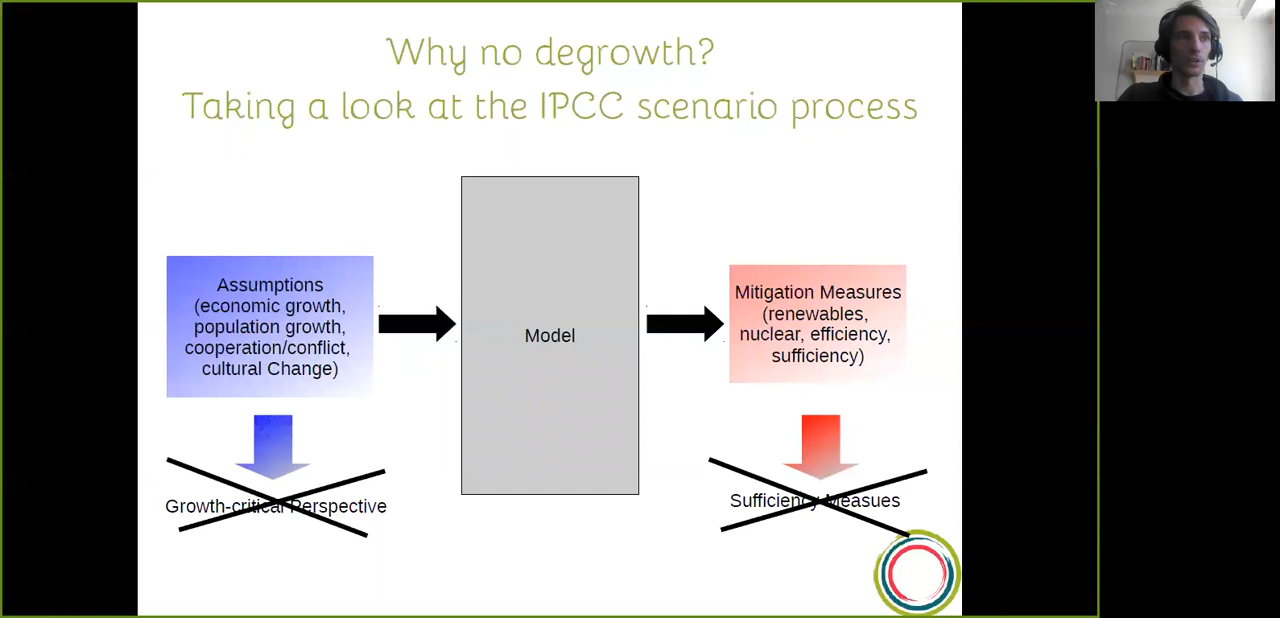 Why no degrowth?
Taking a look at the IPCC scenario process
Assumptions
(economic growth,
population growth,
cooperation/conflict,
cultural Change)
Model
Mitigation Measures
(renewables,
nuclear, efficiency,
sufficiency)
Growth-critical Perspective
Sufficiency Measues